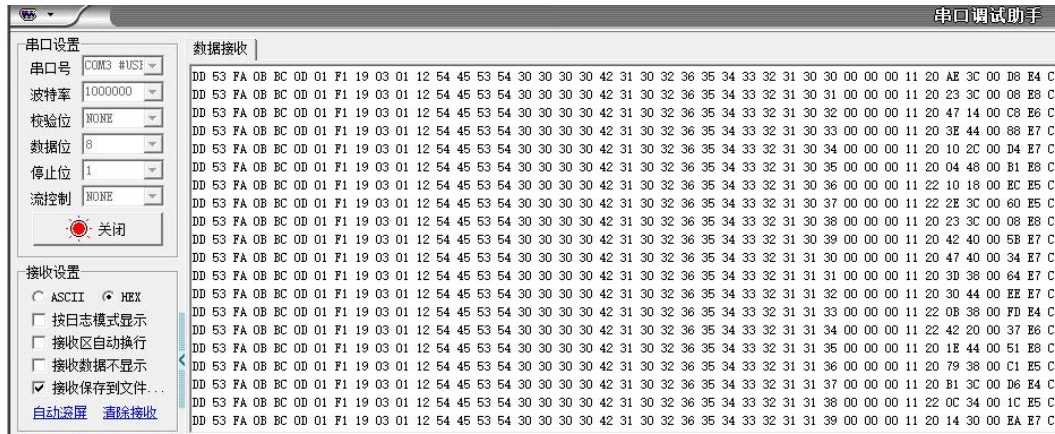 串口调试助手
串口设置
串口号 COM3 #USI
波特率 1000000
校验位 NONE
数据位 8
停止位 1
流控制 NONE
关闭
接收设置
ASCII HEX
按日志模式显示
接收区自动换行
接收数据不显示
接收保存到文件...
自动滚屏 清除接收
数据接收
DD 53 FA 0B BC 0D 01 F1 19 03 01 12 54 45 53 54 30 30 30 30 42 31 30 32 36 35 34 33 32 31 30 30 00 00 00 11 20 AE 3C 00 D8 E4 C
DD 53 FA 0B BC 0D 01 F1 19 03 01 12 54 45 53 54 30 30 30 30 42 31 30 32 36 35 34 33 32 31 30 31 00 00 00 11 20 23 3C 00 08 E8 C
DD 53 FA 0B BC 0D 01 F1 19 03 01 12 54 45 53 54 30 30 30 30 42 31 30 32 36 35 34 33 32 31 30 32 00 00 00 11 20 47 14 00 C8 E6 C
DD 53 FA 0B BC 0D 01 F1 19 03 01 12 54 45 53 54 30 30 30 30 42 31 30 32 36 35 34 33 32 31 30 33 00 00 00 11 20 3E 44 00 88 E7 C
DD 53 FA 0B BC 0D 01 F1 19 03 01 12 54 45 53 54 30 30 30 30 42 31 30 32 36 35 34 33 32 31 30 34 00 00 00 11 20 10 2C 00 D4 E7 C
DD 53 FA 0B BC 0D 01 F1 19 03 01 12 54 45 53 54 30 30 30 30 42 31 30 32 36 35 34 33 32 31 30 35 00 00 00 11 20 04 48 00 B1 E8 C
DD 53 FA 0B BC 0D 01 F1 19 03 01 12 54 45 53 54 30 30 30 30 42 31 30 32 36 35 34 33 32 31 30 36 00 00 00 11 22 10 18 00 EC E5 C
DD 53 FA 0B BC 0D 01 F1 19 03 01 12 54 45 53 54 30 30 30 30 42 31 30 32 36 35 34 33 32 31 30 37 00 00 00 11 22 2E 3C 00 60 E5 C
DD 53 FA 0B BC 0D 01 F1 19 03 01 12 54 45 53 54 30 30 30 30 42 31 30 32 36 35 34 33 32 31 30 38 00 00 00 11 20 23 3C 00 08 E8 C
DD 53 FA 0B BC 0D 01 F1 19 03 01 12 54 45 53 54 30 30 30 30 42 31 30 32 36 35 34 33 32 31 30 39 00 00 00 11 20 42 40 00 5B E7 C
DD 53 FA 0B BC 0D 01 F1 19 03 01 12 54 45 53 54 30 30 30 30 42 31 30 32 36 35 34 33 32 31 31 30 00 00 00 11 20 47 40 00 34 E7 C
DD 53 FA 0B BC 0D 01 F1 19 03 01 12 54 45 53 54 30 30 30 30 42 31 30 32 36 35 34 33 32 31 31 31 00 00 00 11 20 3D 38 00 64 E7 C
DD 53 FA 0B BC 0D 01 F1 19 03 01 12 54 45 53 54 30 30 30 30 42 31 30 32 36 35 34 33 32 31 31 32 00 00 00 11 20 30 44 00 EE E7 C
DD 53 FA 0B BC 0D 01 F1 19 03 01 12 54 45 53 54 30 30 30 30 42 31 30 32 36 35 34 33 32 31 31 33 00 00 00 11 22 0B 38 00 FD E4 C
DD 53 FA 0B BC 0D 01 F1 19 03 01 12 54 45 53 54 30 30 30 30 42 31 30 32 36 35 34 33 32 31 31 34 00 00 00 11 22 42 20 00 37 E6 C
DD 53 FA 0B BC 0D 01 F1 19 03 01 12 54 45 53 54 30 30 30 30 42 31 30 32 36 35 34 33 32 31 31 35 00 00 00 11 20 1E 44 00 51 E8 C
DD 53 FA 0B BC 0D 01 F1 19 03 01 12 54 45 53 54 30 30 30 30 42 31 30 32 36 35 34 33 32 31 31 36 00 00 00 11 20 79 38 00 C1 E5 C
DD 53 FA 0B BC 0D 01 F1 19 03 01 12 54 45 53 54 30 30 30 30 42 31 30 32 36 35 34 33 32 31 31 37 00 00 00 11 20 B1 3C 00 D6 E4 C
DD 53 FA 0B BC 0D 01 F1 19 03 01 12 54 45 53 54 30 30 30 30 42 31 30 32 36 35 34 33 32 31 31 38 00 00 00 11 22 0C 34 00 1C E5 C
DD 53 FA 0B BC 0D 01 F1 19 03 01 12 54 45 53 54 30 30 30 30 42 31 30 32 36 35 34 33 32 31 31 39 00 00 00 11 20 14 30 00 EA E7 C